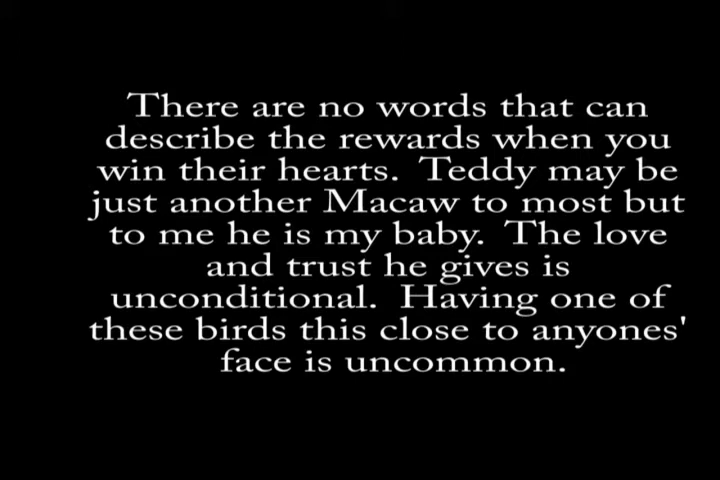 There are no words that can
describe the rewards when you
win their hearts.  Teddy may be
just another Macaw to most but
to me he is my baby.  The love
and trust he gives is
unconditional.  Having one of
these birds this close to anyones'
face is uncommon.